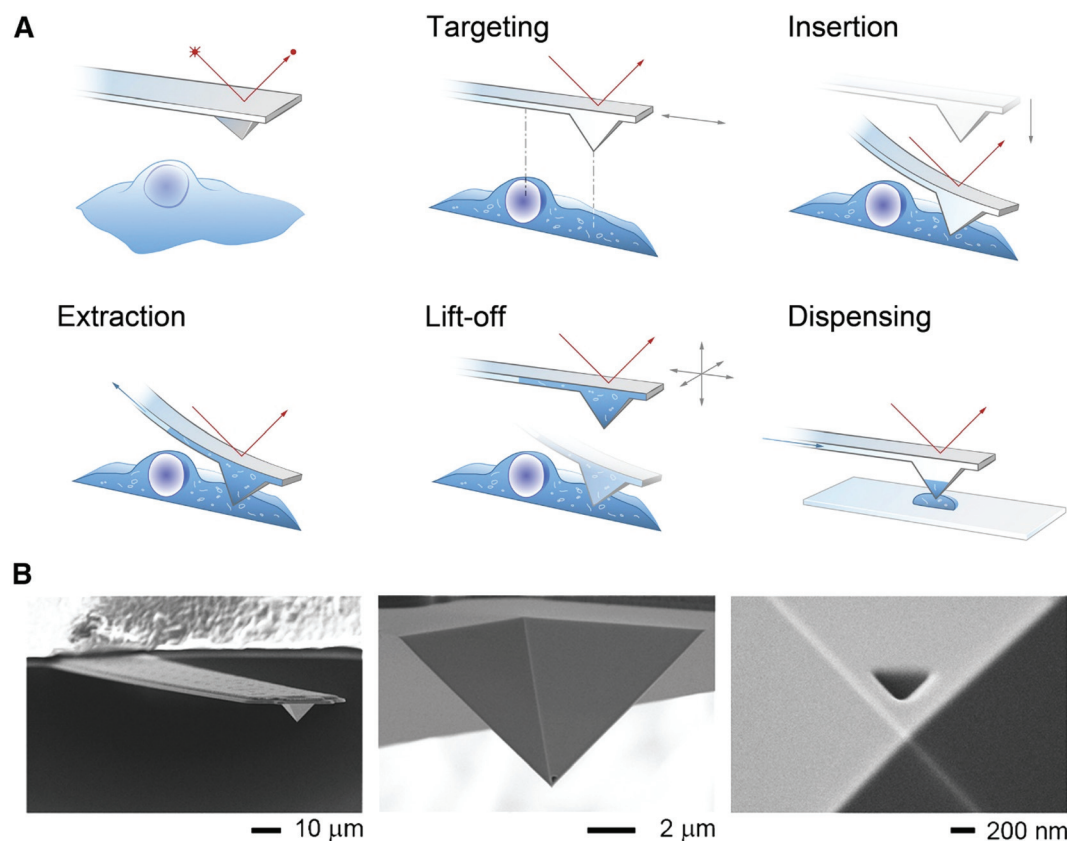 A
Targeting
Insertion
Extraction
Lift-off
Dispensing
B
10 μm
2 μm
200 nm